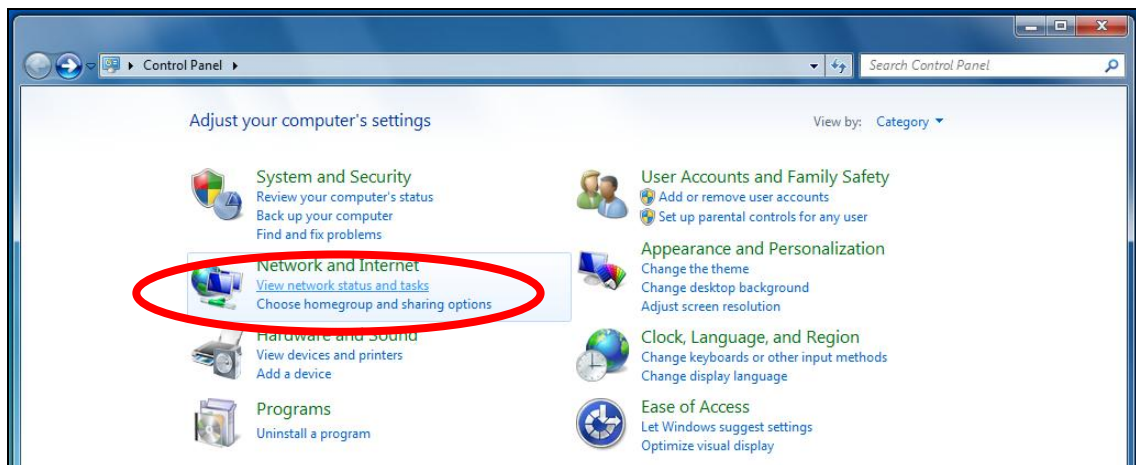 Control Panel
Search Control Panel
Adjust your computer's settings
View by: Category
System and Security
Review your computer's status
Back up your computer
Find and fix problems
Network and Internet
View network status and tasks
Choose homegroup and sharing options
Hardware and Sound
View devices and printers
Add a device
Programs
Uninstall a program
User Accounts and Family Safety
Add or remove user accounts
Set up parental controls for any user
Appearance and Personalization
Change the theme
Change desktop background
Adjust screen resolution
Clock, Language, and Region
Change keyboards or other input methods
Change display language
Ease of Access
Let Windows suggest settings
Optimize visual display